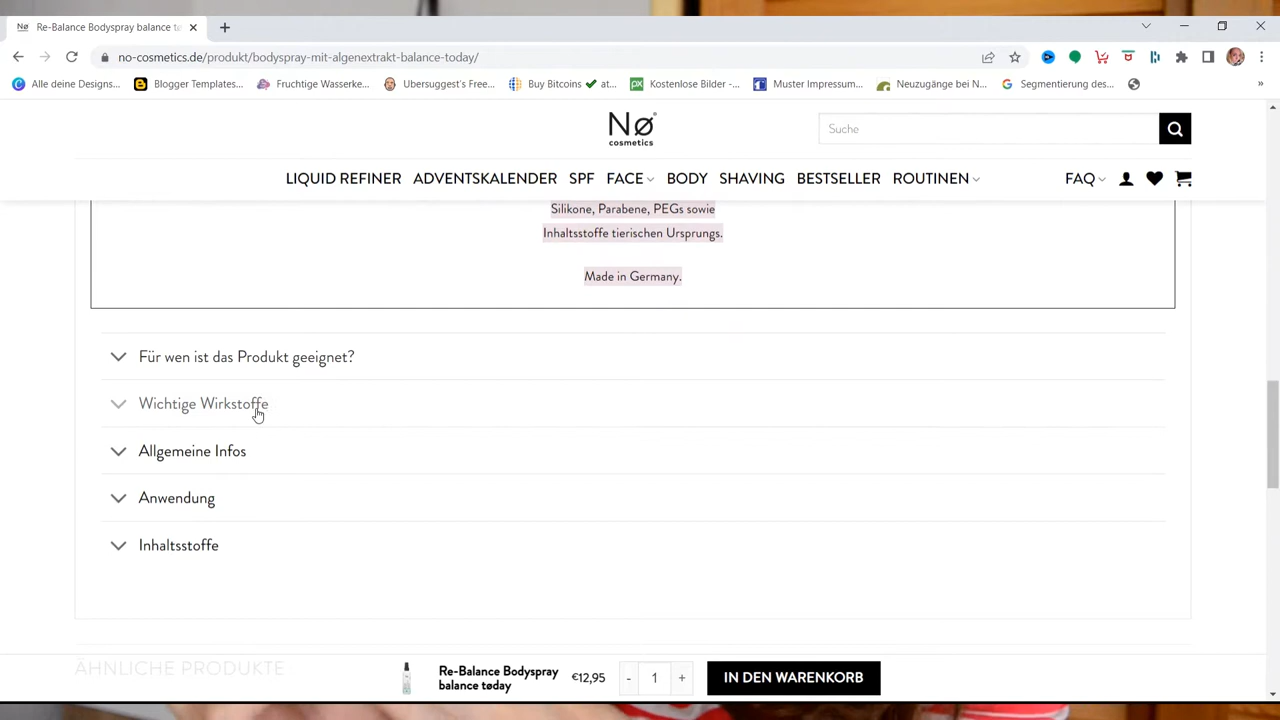 Nø Re-Balance Bodyspray balance t
no-cosmetics.de/produkt/bodyspray-mit-algenextrakt-balance-today/
Alle deine Designs... Blogger Templates... Fruchtige Wasserke... Ubersuggest's Free... Buy Bitcoins ✔ at... px Kostenlose Bilder -... Muster Impressum... Neuzugänge bei N... G Segmentierung des... »
Nø
cosmetics
Suche
LIQUID REFINER ADVENTSKALENDER SPF FACE BODY SHAVING BESTSELLER ROUTINEN FAQ
Silikone, Parabene, PEGs sowie
Inhaltsstoffe tierischen Ursprungs.
Made in Germany.
Für wen ist das Produkt geeignet?
Wichtige Wirkstoffe
Allgemeine Infos
Anwendung
Inhaltsstoffe
ÄHNLICHE PRODUKTE
Re-Balance Bodyspray
balance tøday
€12,95
- 1 +
IN DEN WARENKORB